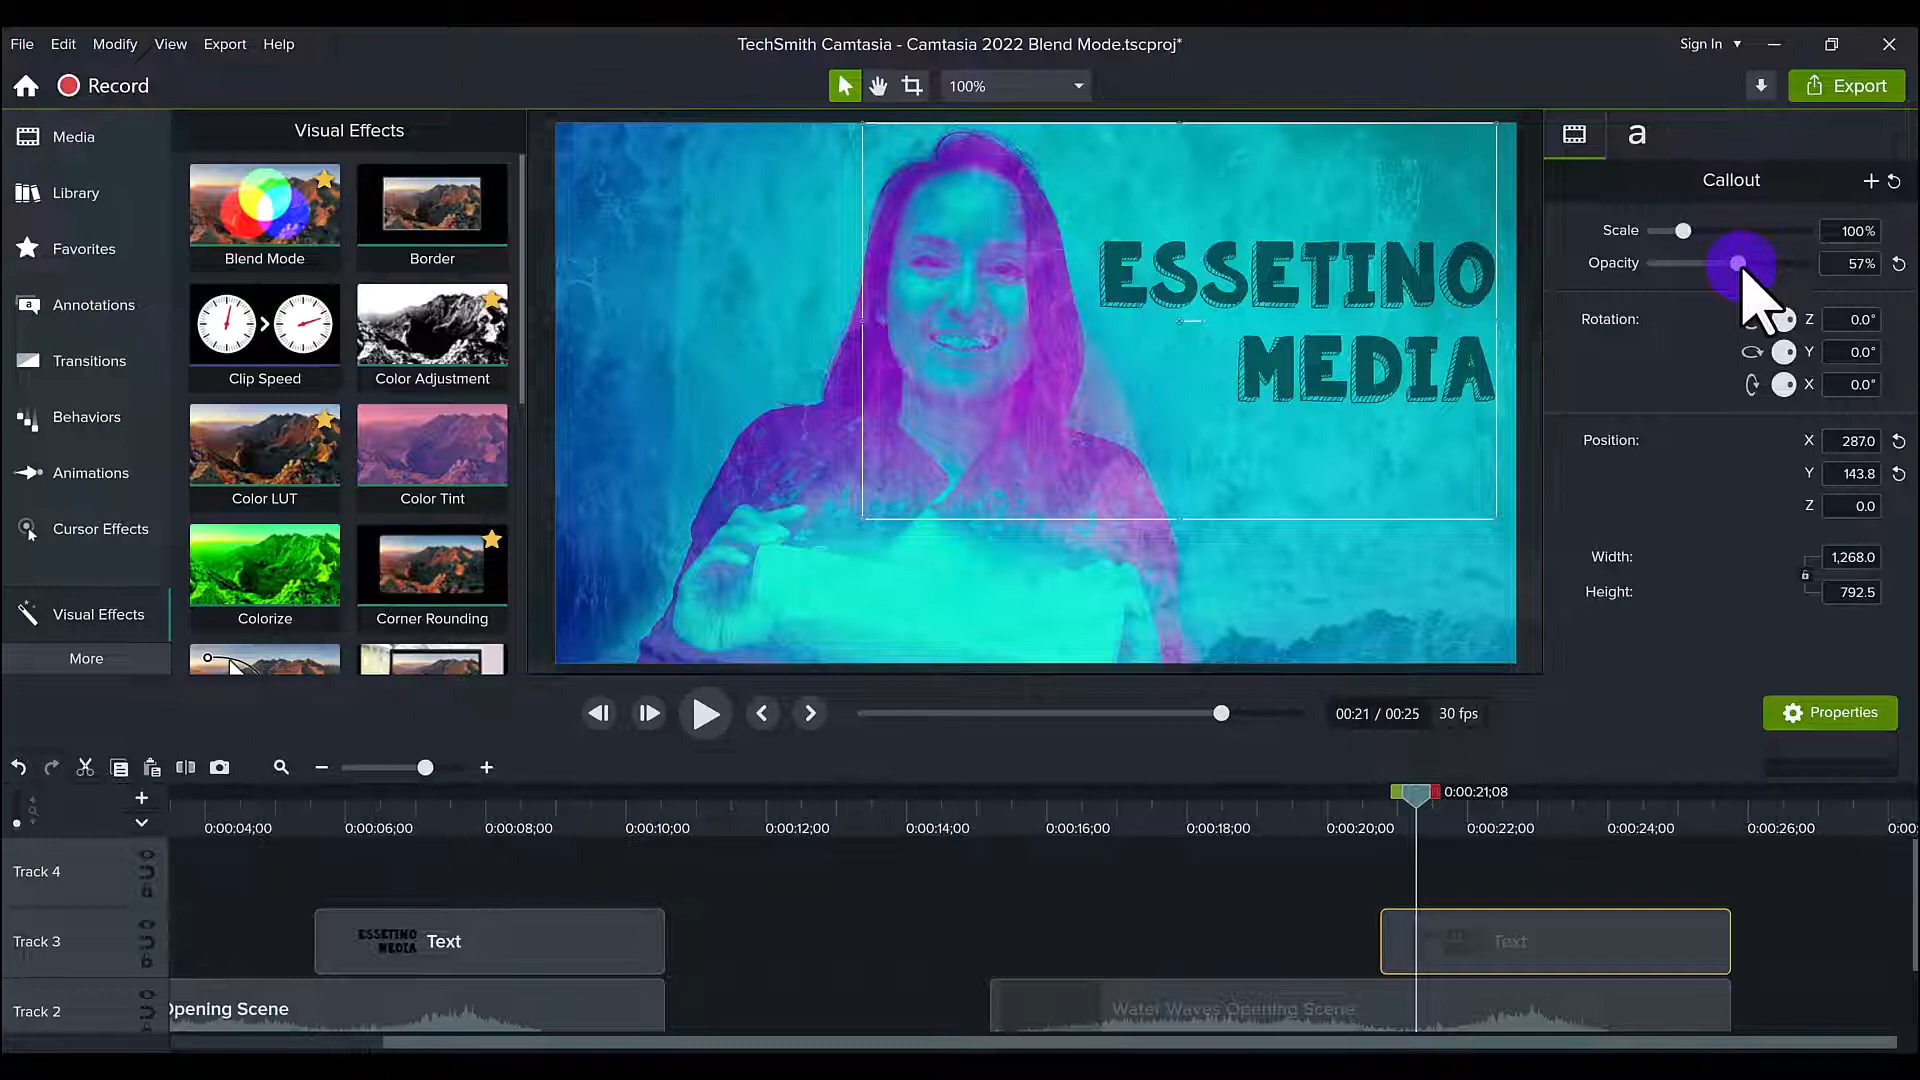 File Edit Modify View Export Help
TechSmith Camtasia - Camtasia 2022 Blend Mode.tscproj*
Sign In
Record
100%
Export
Media
Library
Favorites
Annotations
Transitions
Behaviors
Animations
Cursor Effects
Visual Effects
More
Visual Effects
Blend Mode
Border
Clip Speed
Color Adjustment
Color LUT
Color Tint
Colorize
Corner Rounding
ESSETINO
MEDIA
a
Callout
Scale 100%
Opacity 57%
Rotation: Z 0.0°
Y 0.0°
X 0.0°
Position: X 287.0
Y 143.8
Z 0.0
Width: 1,268.0
Height: 792.5
00:21 / 00:25 30 fps
Properties
0:00:21;08
0:00:04;00 0:00:06;00 0:00:08;00 0:00:10;00 0:00:12;00 0:00:14;00 0:00:16;00 0:00:18;00 0:00:20;00 0:00:22;00 0:00:24;00 0:00:26;00 0:00:
Track 4
Track 3
ESSETINO
MEDIA
Text
Text
Track 2
Opening Scene
Water Waves Opening Scene